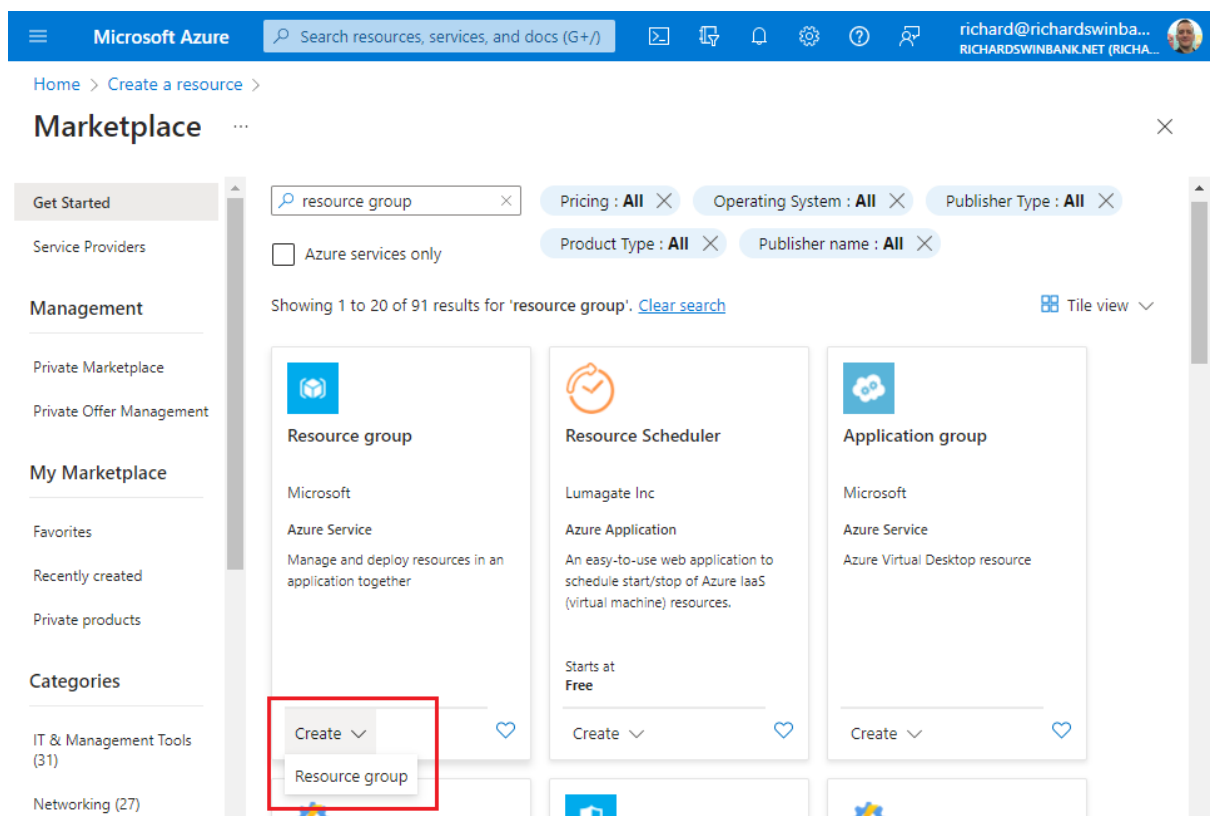 Microsoft Azure
Search resources, services, and docs (G+/)
richard@richardswinba...
RICHARDSWINBANK.NET (RICHA...
Home > Create a resource >
Marketplace ...
Get Started
Service Providers
Management
Private Marketplace
Private Offer Management
My Marketplace
Favorites
Recently created
Private products
Categories
IT & Management Tools
(31)
Networking (27)
resource group
Pricing : All
Operating System : All
Publisher Type : All
Azure services only
Product Type : All
Publisher name : All
Showing 1 to 20 of 91 results for 'resource group'. Clear search
Tile view
Resource group
Microsoft
Azure Service
Manage and deploy resources in an
application together
Create
Resource group
Resource Scheduler
Lumagate Inc
Azure Application
An easy-to-use web application to
schedule start/stop of Azure IaaS
(virtual machine) resources.
Starts at
Free
Create
Application group
Microsoft
Azure Service
Azure Virtual Desktop resource
Create